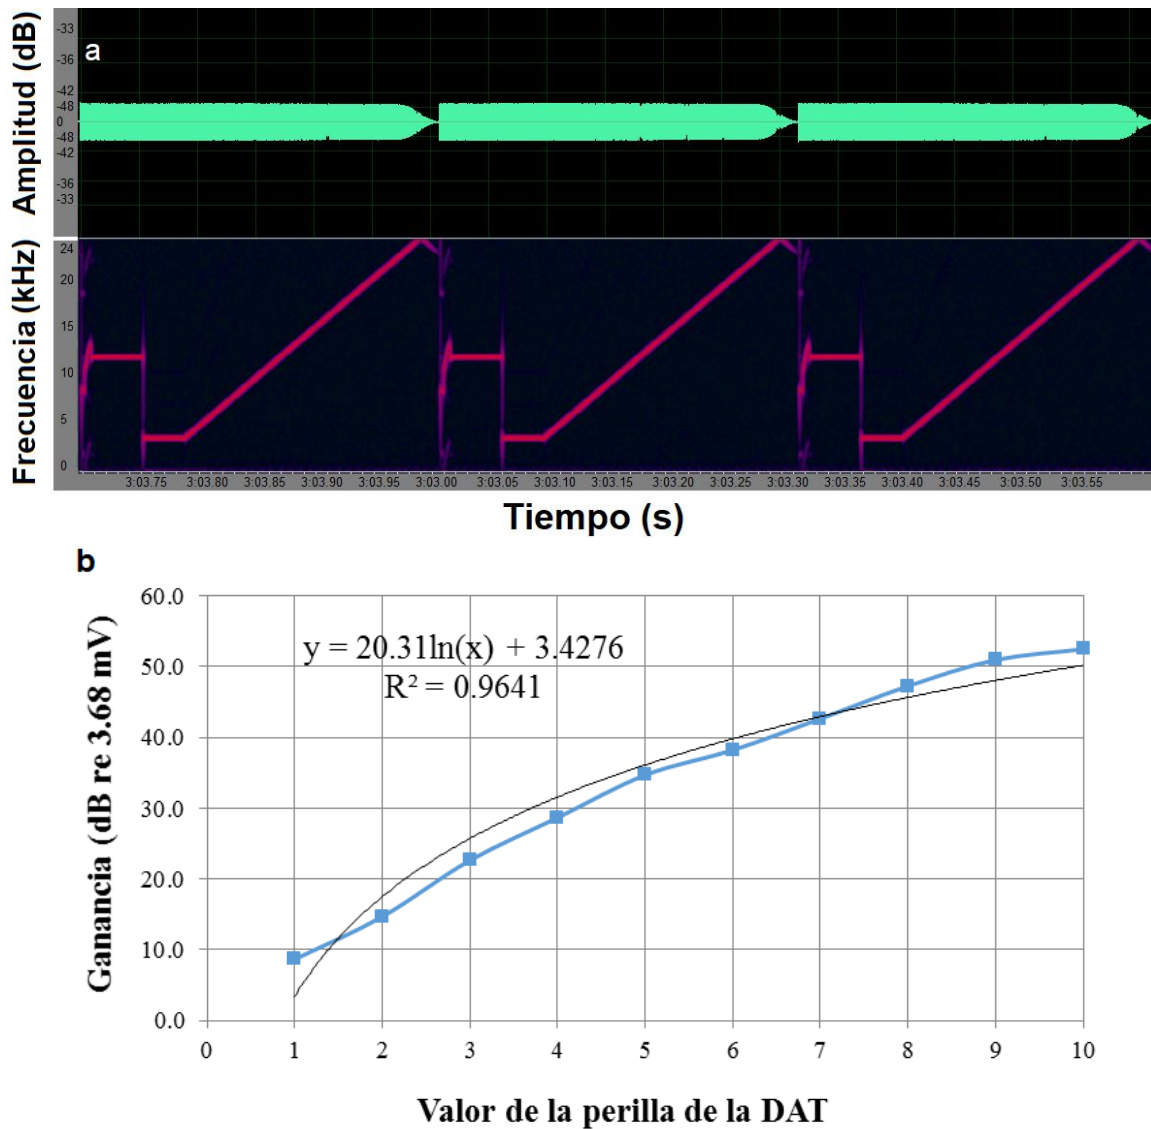 Amplitud (dB)
a
-33
-36
-42
-48
0
-48
-42
-36
-33
Frecuencia (kHz)
24
20
15
10
5
0
3:03.75 3:03.80 3:03.85 3:03.90 3:03.95 3:03.00 3:03.05 3:03.10 3:03.15 3:03.20 3:03.25 3:03.30 3:03.35 3:03.40 3:03.45 3:03.50 3:03.55
Tiempo (s)
b
Ganancia (dB re 3.68 mV)
60.0
50.0
40.0
30.0
20.0
10.0
0.0
y = 20.31ln(x) + 3.4276
R² = 0.9641
0 1 2 3 4 5 6 7 8 9 10
Valor de la perilla de la DAT